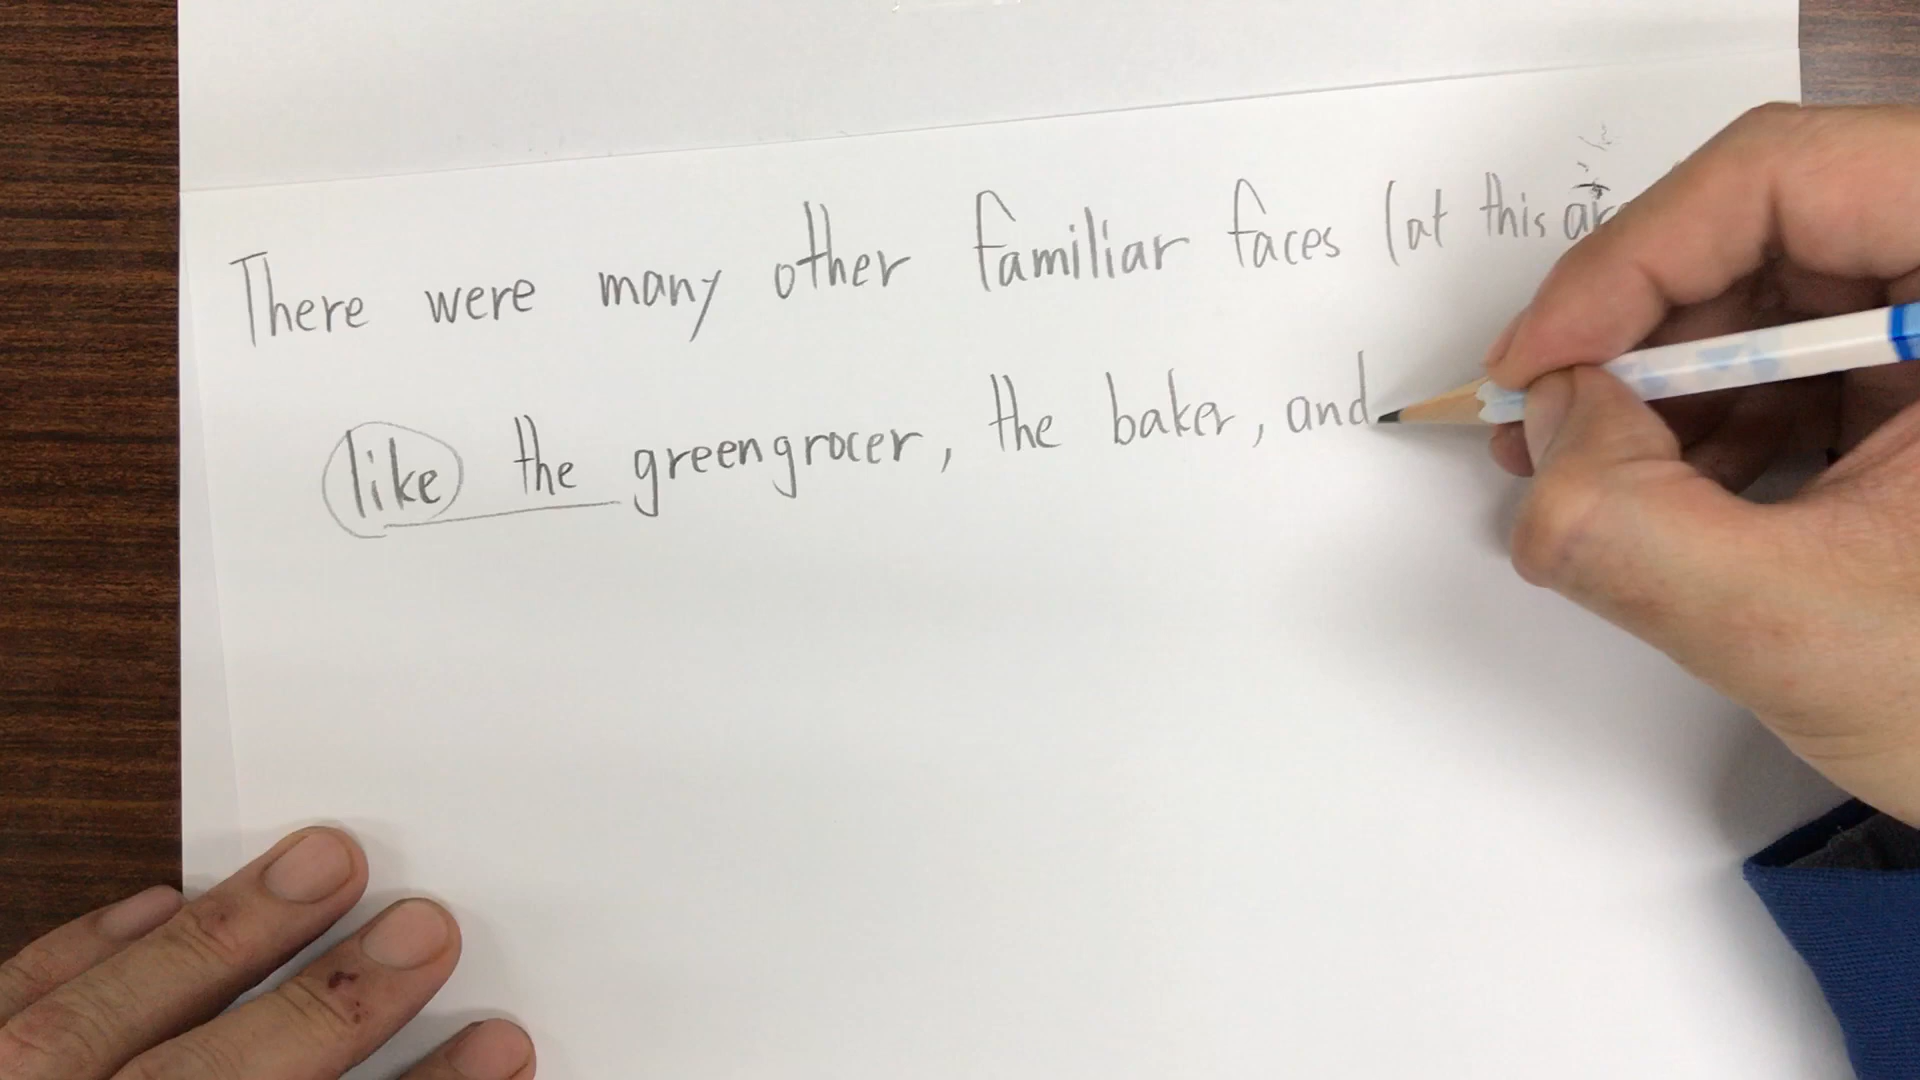 There were many other familiar faces (at this
like the greengrocer, the baker, and